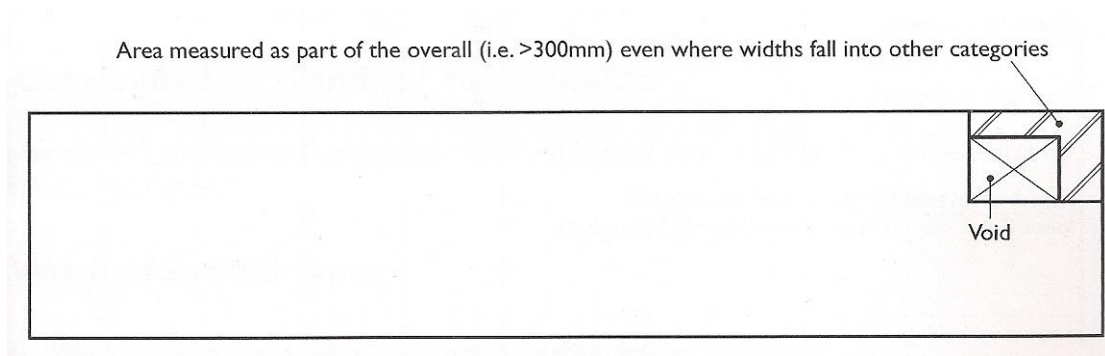 Area measured as part of the overall (i.e. >300mm) even where widths fall into other categories
Void